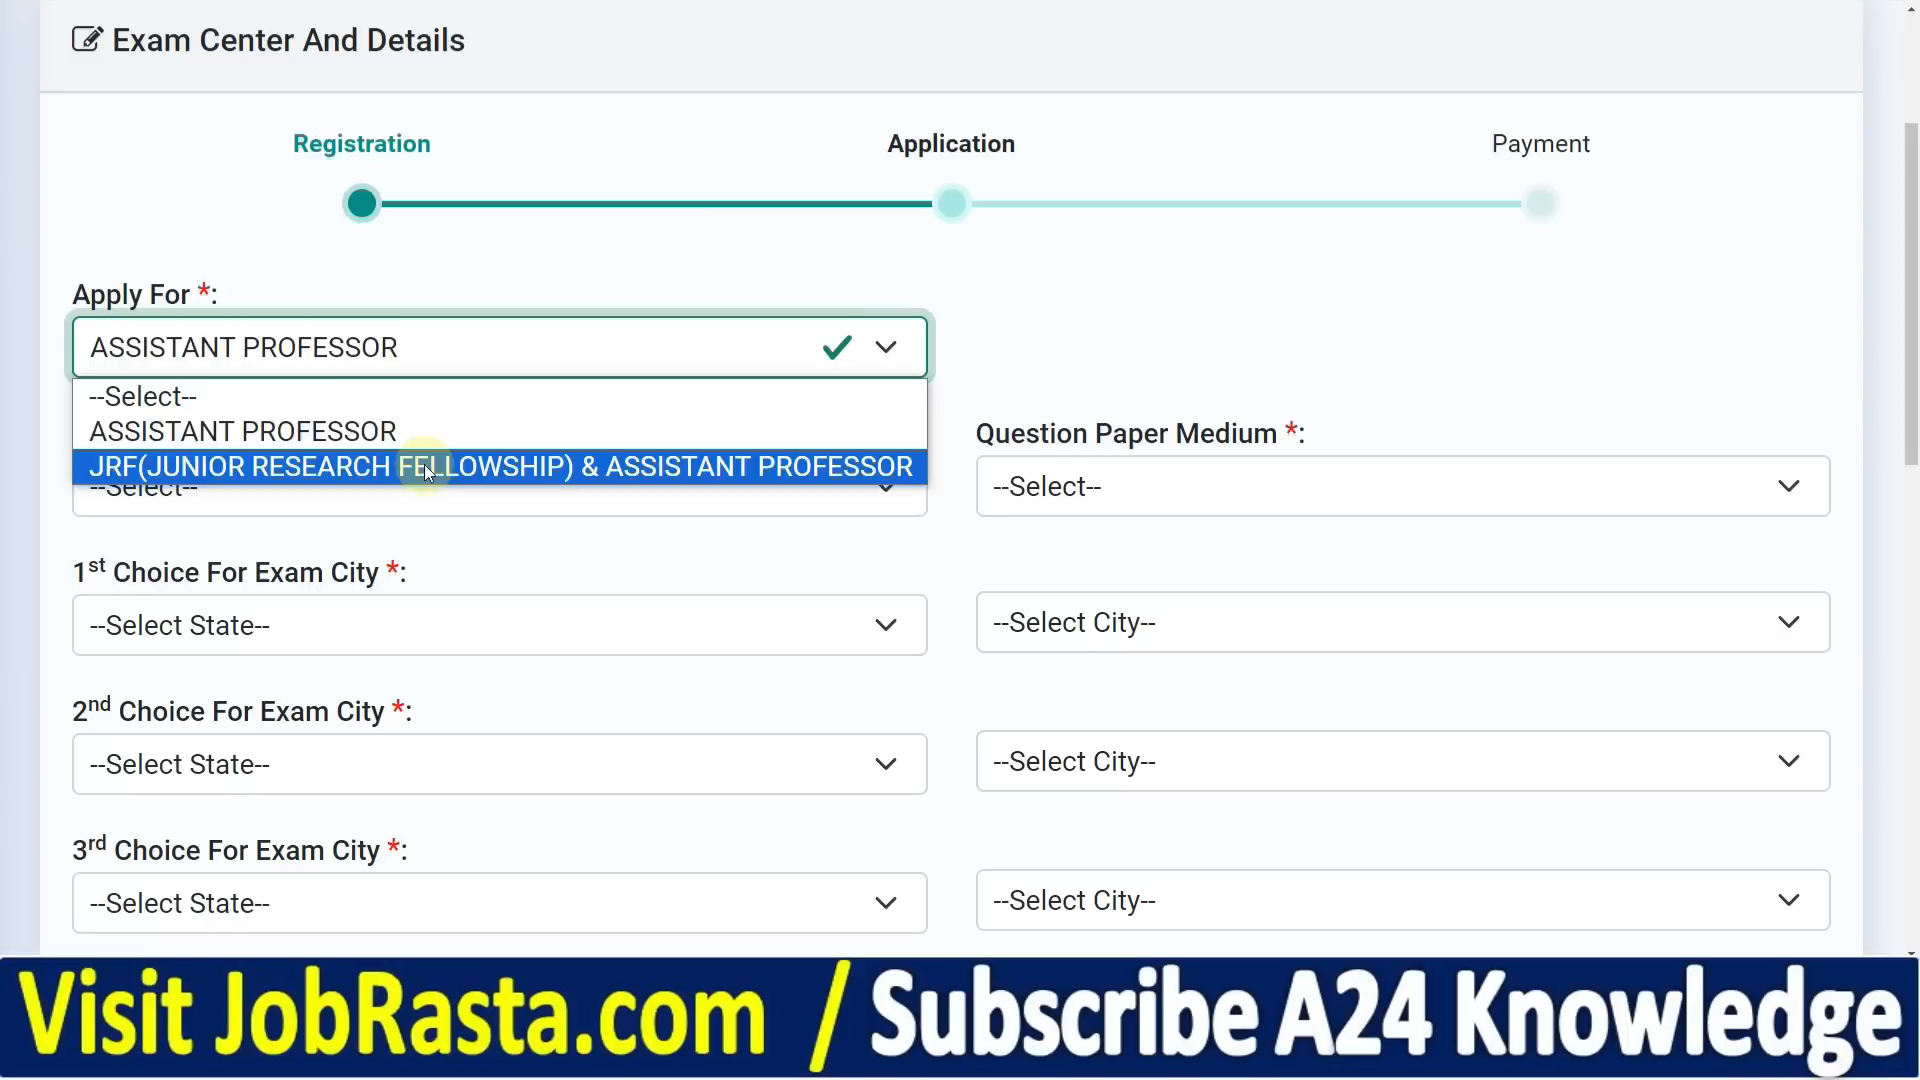 Exam Center And Details
Registration
Application
Payment
Apply For *:
ASSISTANT PROFESSOR
--Select--
ASSISTANT PROFESSOR
JRF(JUNIOR RESEARCH FELLOWSHIP) & ASSISTANT PROFESSOR
--Select--
Question Paper Medium *:
--Select--
1st Choice For Exam City *:
--Select State--
--Select City--
2nd Choice For Exam City *:
--Select State--
--Select City--
3rd Choice For Exam City *:
--Select State--
--Select City--
Visit JobRasta.com / Subscribe A24 Knowledge